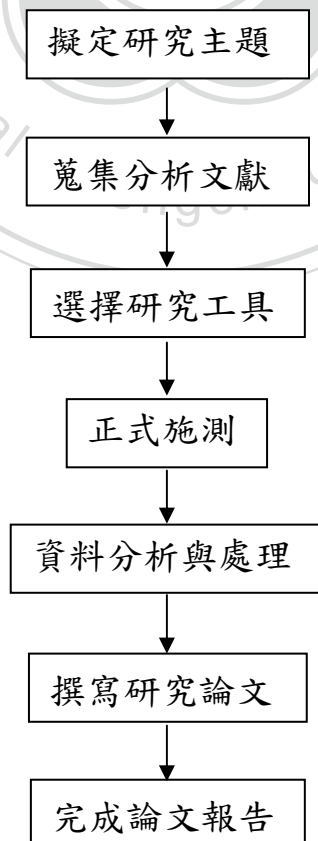 擬定研究主題
蒐集分析文獻
選擇研究工具
正式施測
資料分析與處理
撰寫研究論文
完成論文報告